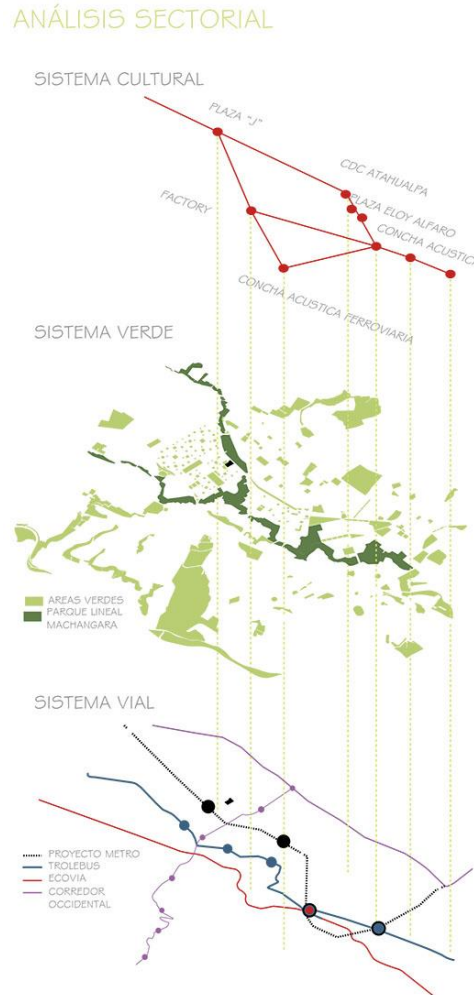 ANÁLISIS SECTORIAL
SISTEMA CULTURAL
PLAZA "J"
CDC ATAHUALPA
PLAZA ELOY ALFARO
FACTORY
CONCHA ACUSTICA
CONCHA ACUSTICA FERROVIARIA
SISTEMA VERDE
AREAS VERDES
PARQUE LINEAL
MACHANGARA
SISTEMA VIAL
PROYECTO METRO
TROLEBUS
ECOVIA
CORREDOR
OCCIDENTAL